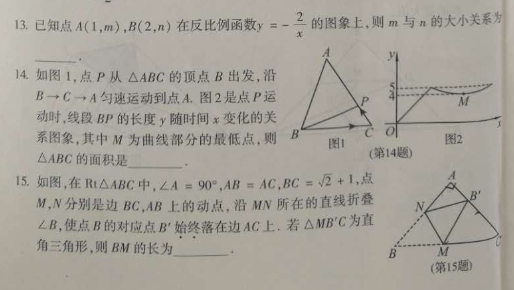 13. 已知点 A(1,m),B(2,n) 在反比例函数 y = - 2/x 的图象上,则 m 与 n 的大小关系为
______.
14. 如图 1,点 P 从 △ABC 的顶点 B 出发,沿
B→C→A 匀速运动到点 A. 图 2 是点 P 运
动时,线段 BP 的长度 y 随时间 x 变化的关
系图象,其中 M 为曲线部分的最低点,则
△ABC 的面积是______.
A
P
B
C
图1
y
5
4
M
O
x
图2
(第14题)
15. 如图,在 Rt△ABC 中,∠A = 90°,AB = AC,BC = √2 + 1,点
M,N 分别是边 BC,AB 上的动点,沿 MN 所在的直线折叠
∠B,使点 B 的对应点 B' 始终落在边 AC 上. 若 △MB'C 为直
角三角形,则 BM 的长为______.
A
B'
N
B
M
C
(第15题)